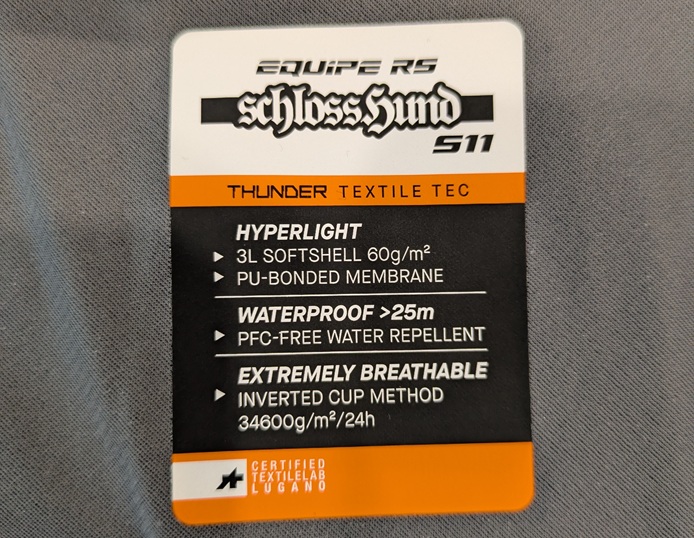 EQUIPE RS
schlossHund
S11
THUNDER TEXTILE TEC
HYPERLIGHT
3L SOFTSHELL 60g/m²
PU-BONDED MEMBRANE
WATERPROOF >25m
PFC-FREE WATER REPELLENT
EXTREMELY BREATHABLE
INVERTED CUP METHOD
34600g/m²/24h
CERTIFIED
TEXTILELAB
LUGANO